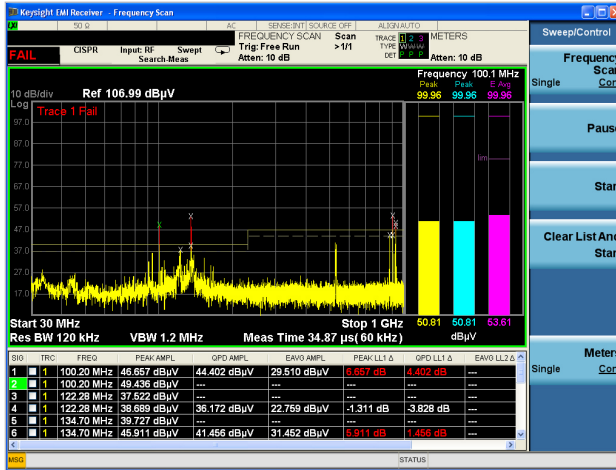 Keysight EMI Receiver - Frequency Scan
50 Ω AC SENSE:INT SOURCE OFF ALIGN AUTO
FAIL
CISPR
Input: RF Swept
Search-Meas
FREQUENCY SCAN Scan
Trig: Free Run >1/1
Atten: 10 dB
TRACE 1 2 3
TYPE W W W
DET P P P
METERS
Atten: 10 dB
Sweep/Control
10 dB/div Ref 106.99 dBµV
Log
Trace 1 Fail
97.0
87.0
77.0
67.0
57.0
47.0
37.0
27.0
17.0
Start 30 MHz Stop 1 GHz
Res BW 120 kHz VBW 1.2 MHz Meas Time 34.87 µs( 60 kHz)
Frequency 100.1 MHz
Peak Peak E Avg
99.96 99.96 99.96
lim
50.81 50.81 53.61
dBµV
SIG TRC FREQ PEAK AMPL QPD AMPL EAVG AMPL PEAK LL1 Δ QPD LL1 Δ EAVG LL2 Δ
1 1 100.20 MHz 46.657 dBµV 44.402 dBµV 29.510 dBµV 6.657 dB 4.402 dB ---
2 1 100.20 MHz 49.436 dBµV --- --- --- --- ---
3 1 122.28 MHz 37.522 dBµV --- --- --- --- ---
4 1 122.28 MHz 38.689 dBµV 36.172 dBµV 22.759 dBµV -1.311 dB -3.828 dB ---
5 1 134.70 MHz 39.727 dBµV --- --- --- --- ---
6 1 134.70 MHz 45.911 dBµV 41.456 dBµV 31.452 dBµV 5.911 dB 1.456 dB ---
MSG STATUS
Frequency
Scan
Single
Paus
Star
Clear List And
Star
Meters
Single